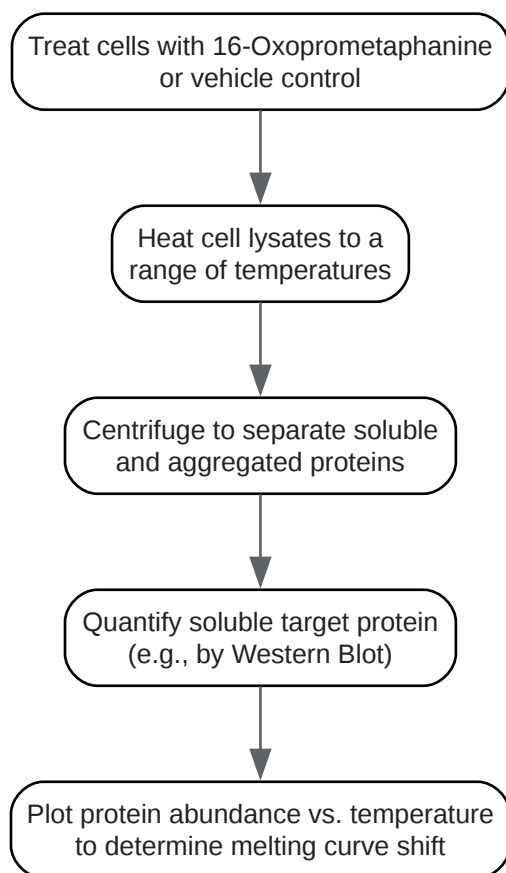 Treat cells with 16-Oxoprometaphanine
or vehicle control
Heat cell lysates to a
range of temperatures
Centrifuge to separate soluble
and aggregated proteins
Quantify soluble target protein
(e.g., by Western Blot)
Plot protein abundance vs. temperature
to determine melting curve shift